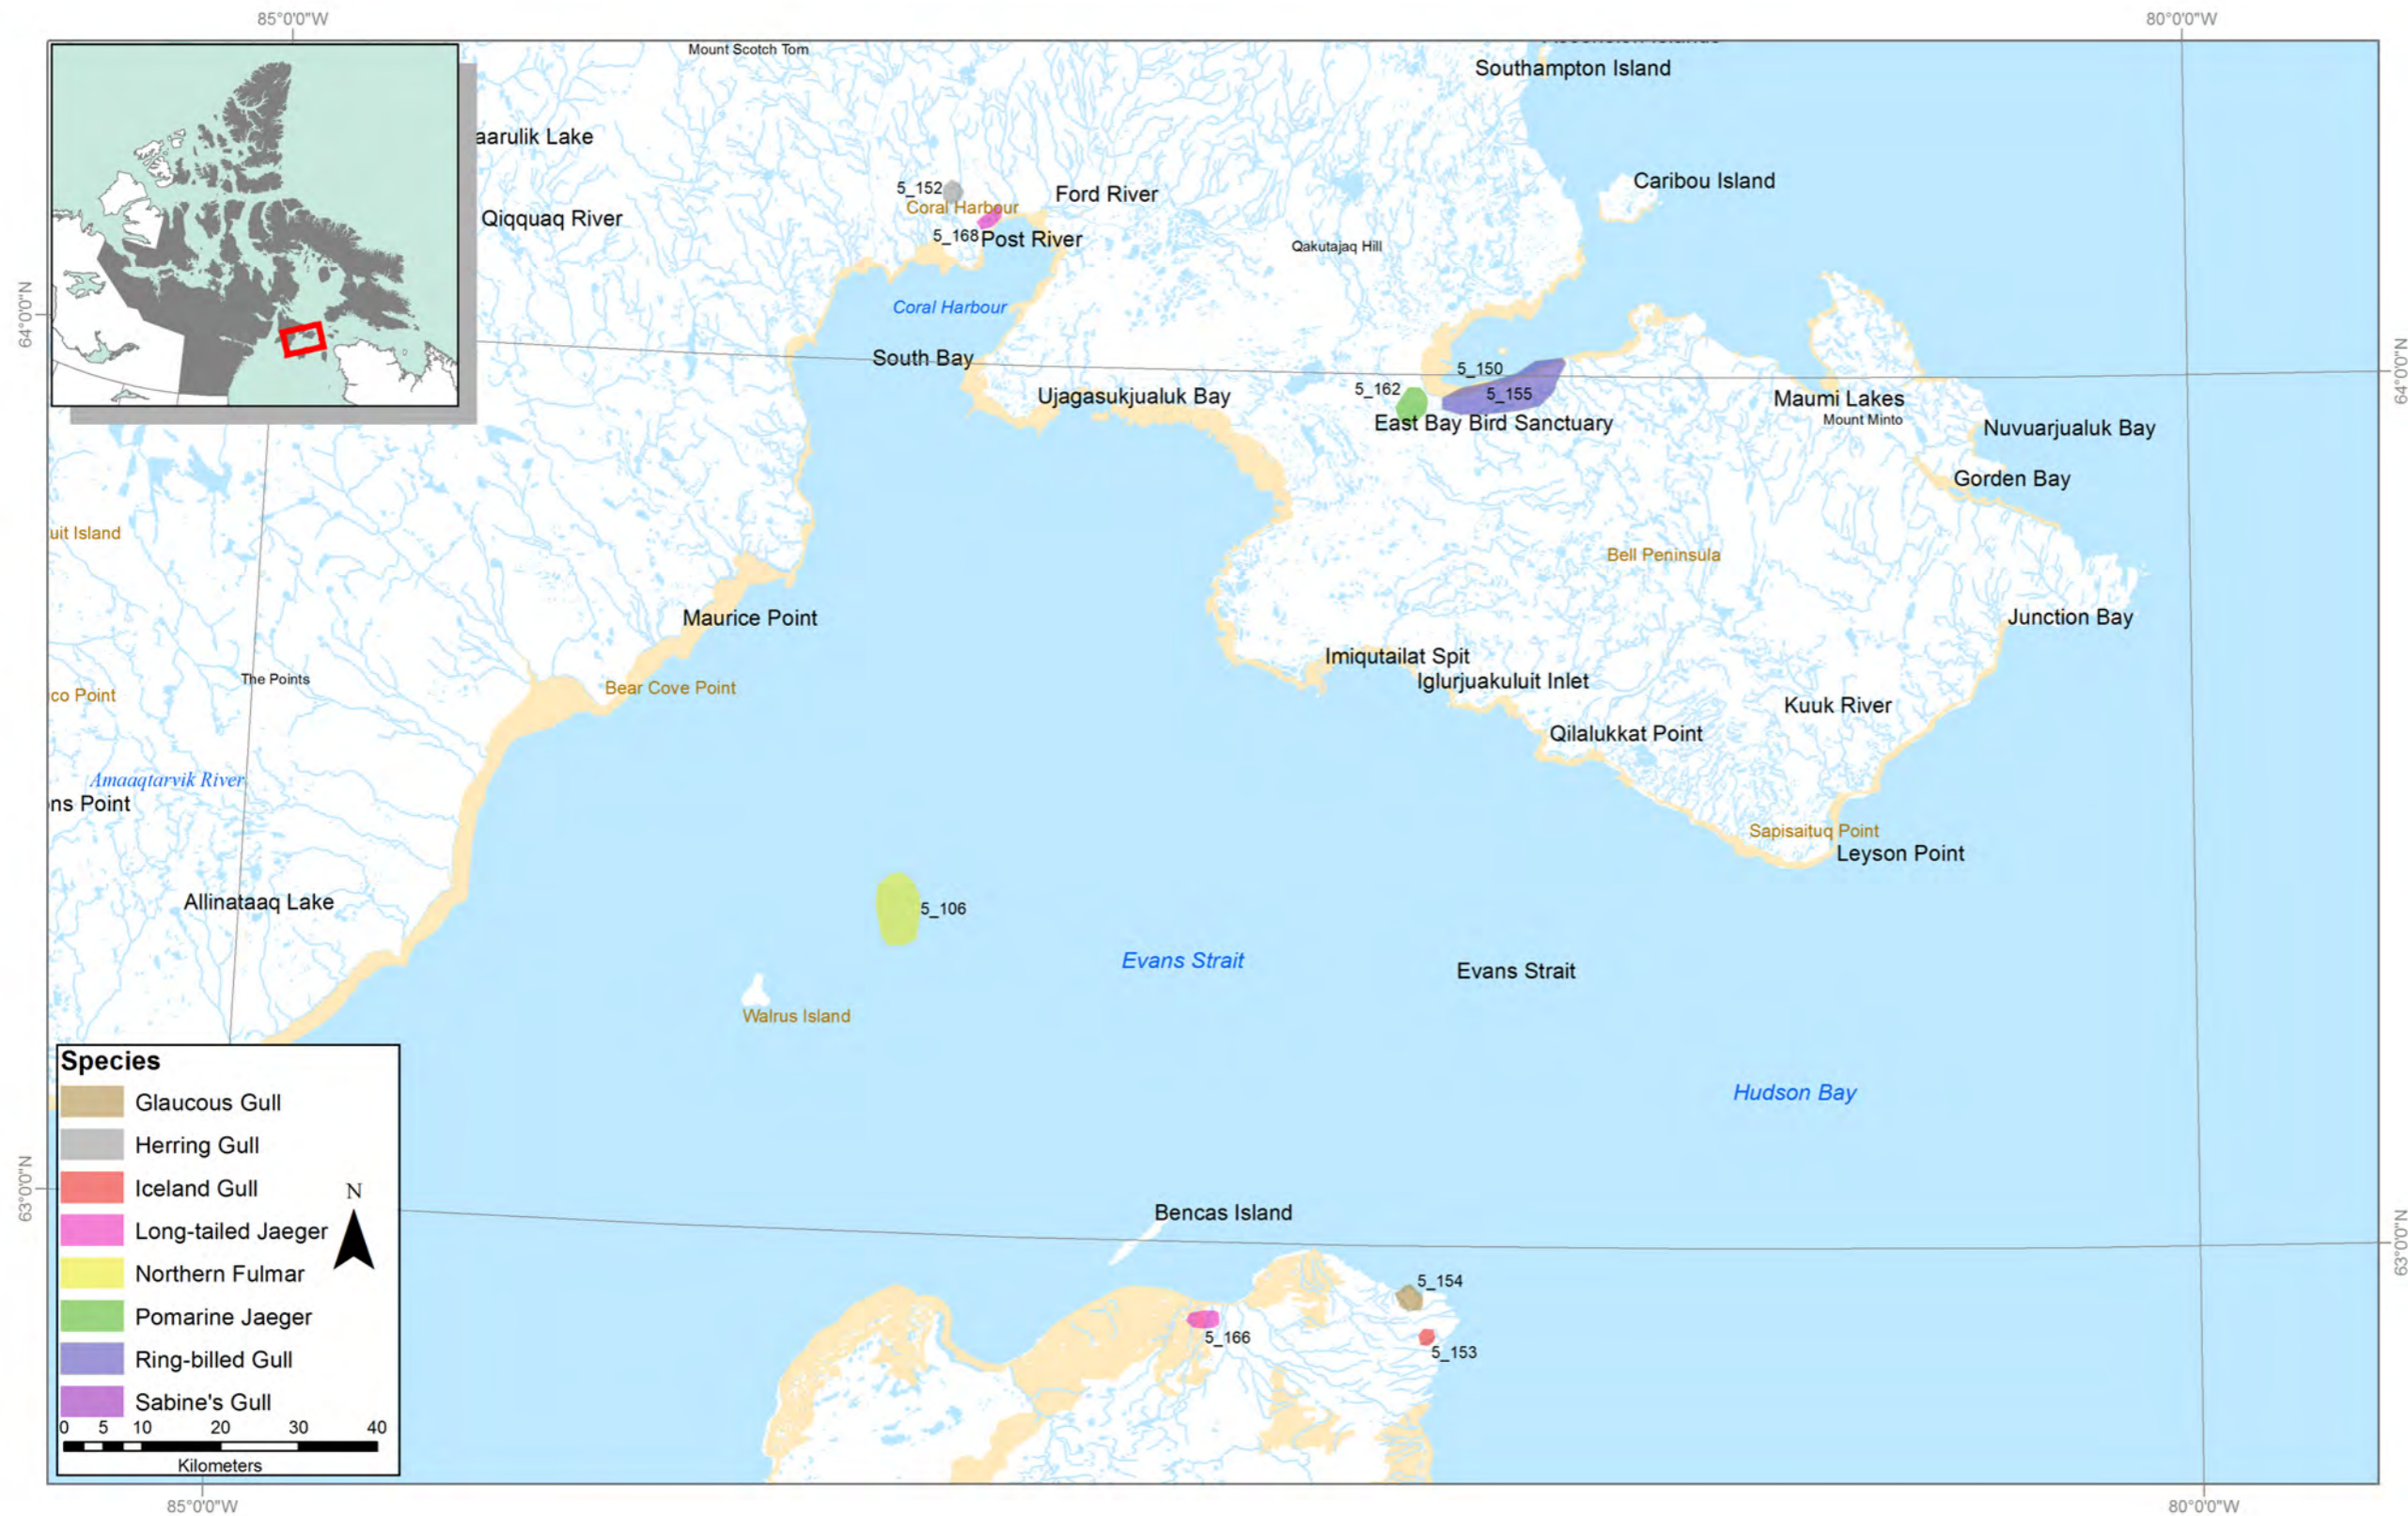 85°0'0"W
80°0'0"W
Mount Scotch Tom
Southampton Island
aarulik Lake
Caribou Island
5_152
Ford River
Coral Harbour
Qiqquaq River
5_168
Post River
Qakutajaq Hill
64°0'0"N
Coral Harbour
South Bay
5_150
64°0'0"N
5_162
5_155
Ujagasukjualuk Bay
Maumi Lakes
East Bay Bird Sanctuary
Mount Minto
Nuvuarjualuk Bay
Gorden Bay
uit Island
Bell Peninsula
Maurice Point
Junction Bay
Imiqutailat Spit
The Points
Iglurjuakuluit Inlet
co Point
Bear Cove Point
Kuuk River
Qilalukkat Point
Amaaqtarvik River
ns Point
Sapisaituq Point
Leyson Point
Allinataaq Lake
5_106
Evans Strait
Evans Strait
Walrus Island
Hudson Bay
63°0'0"N
Bencas Island
63°0'0"N
5_154
5_166
5_153
Species
Glaucous Gull
Herring Gull
Iceland Gull
N
Long-tailed Jaeger
Northern Fulmar
Pomarine Jaeger
Ring-billed Gull
Sabine's Gull
0 5 10 20 30 40
Kilometers
85°0'0"W
80°0'0"W